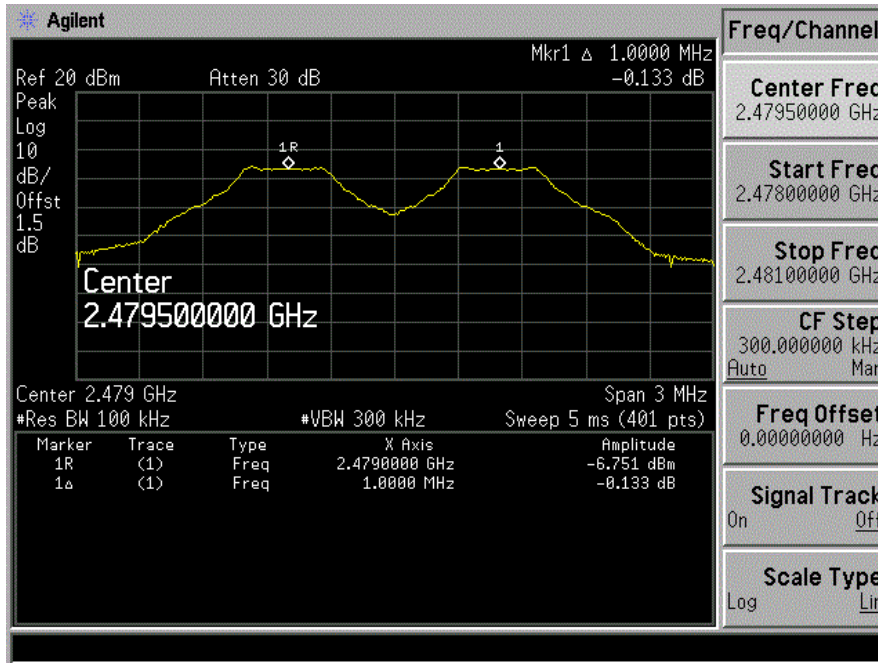 Agilent
Freq/Channel
Mkr1 Δ 1.0000 MHz
Ref 20 dBm Atten 30 dB -0.133 dB
Peak
Log
10
dB/
Offst
1.5
dB
1R 1
Center
2.479500000 GHz
Center 2.479 GHz Span 3 MHz
#Res BW 100 kHz #VBW 300 kHz Sweep 5 ms (401 pts)
Marker Trace Type X Axis Amplitude
1R (1) Freq 2.4790000 GHz -6.751 dBm
1Δ (1) Freq 1.0000 MHz -0.133 dB
Center Freq
2.47950000 GHz
Start Freq
2.47800000 GHz
Stop Freq
2.48100000 GHz
CF Step
300.000000 kHz
Auto Man
Freq Offset
0.00000000 Hz
Signal Track
On Off
Scale Type
Log Lin